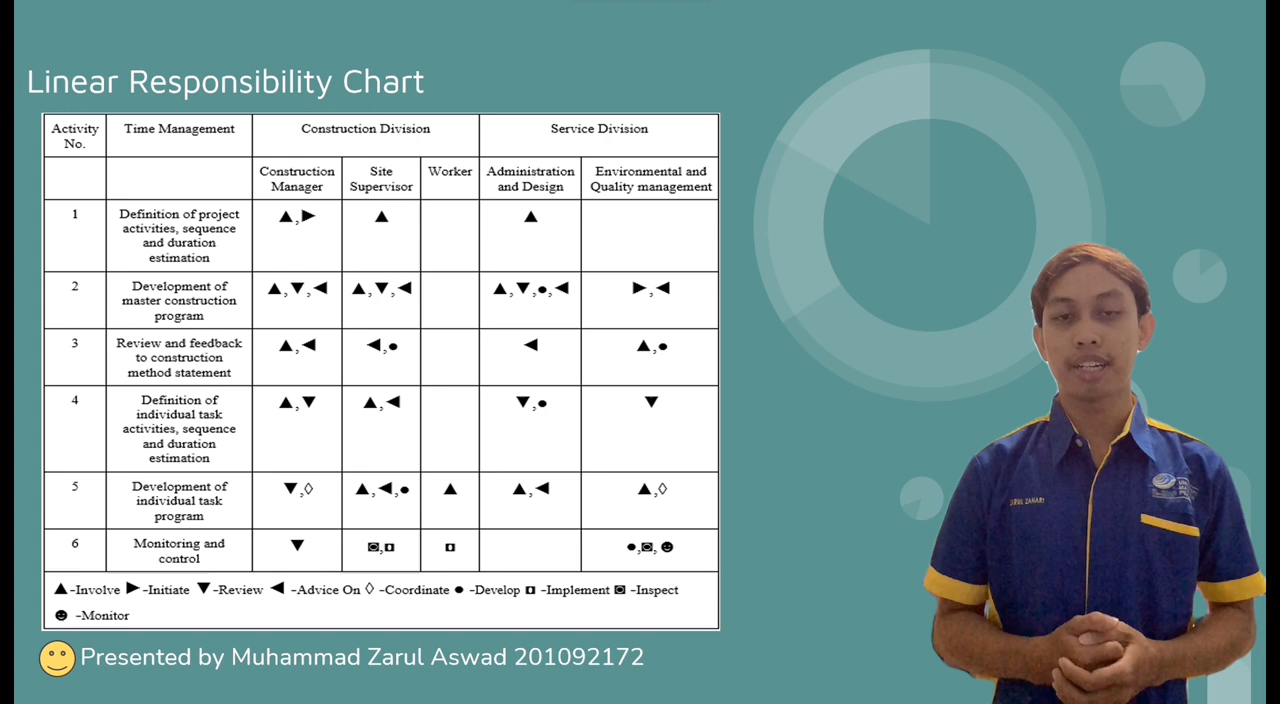 Linear Responsibility Chart
Activity No. Time Management Construction Division Service Division
Construction Manager Site Supervisor Worker Administration and Design Environmental and Quality management
1 Definition of project activities, sequence and duration estimation ▲,► ▲ ▲
2 Development of master construction program ▲,▼,◄ ▲,▼,◄ ▲,▼,●,◄ ►,◄
3 Review and feedback to construction method statement ▲,◄ ◄,● ◄ ▲,●
4 Definition of individual task activities, sequence and duration estimation ▲,▼ ▲,◄ ▼,● ▼
5 Development of individual task program ▼,◊ ▲,◄,● ▲ ▲,◄ ▲,◊
6 Monitoring and control ▼ ◙,◘ ◘ ●,◙,☻
▲-Involve ►-Initiate ▼-Review ◄ -Advice On ◊ -Coordinate ● -Develop ◘ -Implement ◙ -Inspect
☻ -Monitor
Presented by Muhammad Zarul Aswad 201092172